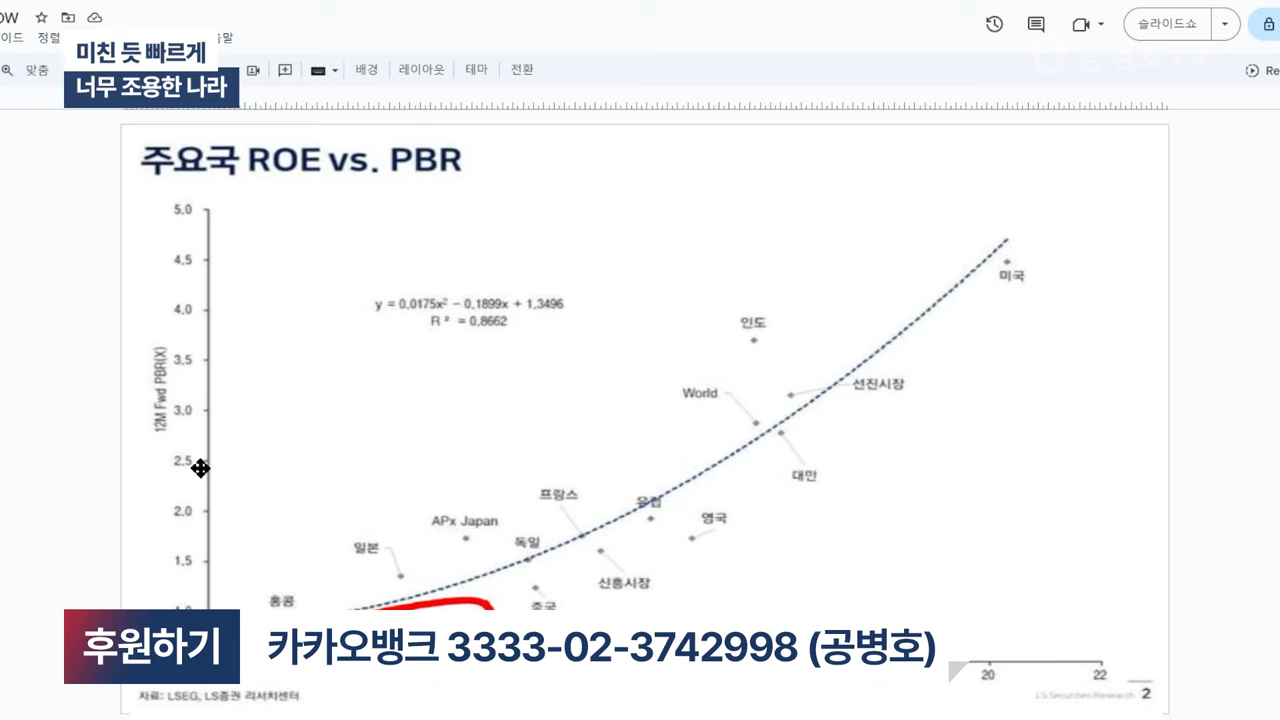 OW
이드 정렬
미친 듯 빠르게
너무 조용한 나라
슬라이드쇼
맞춤
배경 레이아웃 테마 전환
Re
주요국 ROE vs. PBR
12M Fwd PBR(X)
5.0
4.5
4.0
3.5
3.0
2.5
2.0
1.5
y = 0.0175x² − 0.1899x + 1.3496
R² = 0.8662
미국
인도
선진시장
World
대만
프랑스
유럽
영국
APx Japan
독일
일본
신흥시장
홍콩
중국
후원하기
카카오뱅크 3333-02-3742998 (공병호)
20 22
자료: LSEG, LS증권 리서치센터
LS Securities Research 2